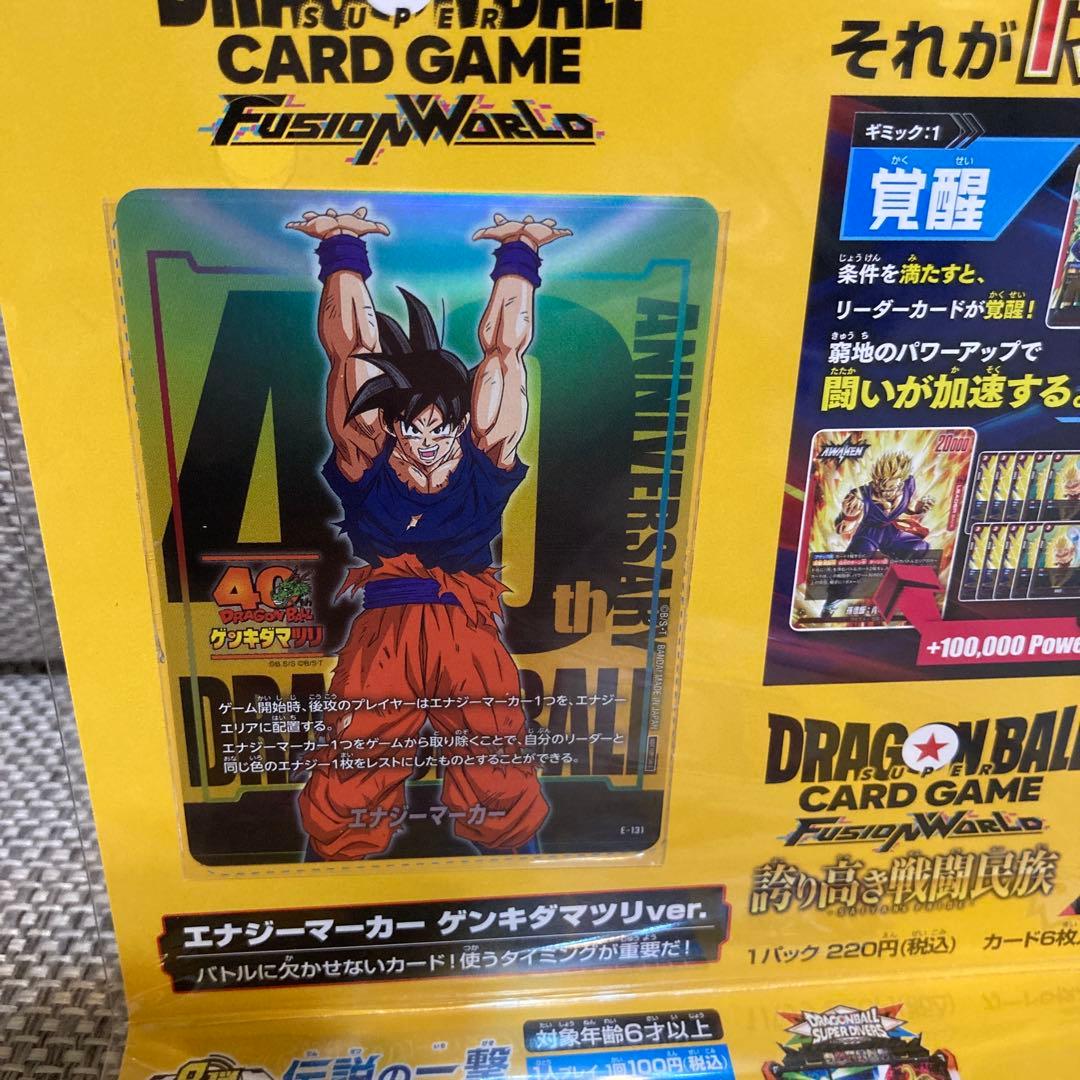 DRAGON BALL
SUPER
CARD GAME
FUSION WORLD
40
th
ANNIVERSARY
DRAGON BALL
40th
DRAGON BALL
ゲンキダマツリ
©B.S/S ©B/S・T
©B/S・T BANDAI MADE IN JAPAN
ゲーム開始時、後攻のプレイヤーはエナジーマーカー1つを、エナジー
エリアに配置する。
エナジーマーカー1つをゲームから取り除くことで、自分のリーダーと
同じ色のエナジー1枚をレストにしたものとすることができる。
エナジーマーカー
E-131
エナジーマーカー ゲンキダマツリver.
バトルに欠かせないカード!使うタイミングが重要だ!
それが
ギミック:1
覚醒
条件を満たすと、
リーダーカードが覚醒!
窮地のパワーアップで
闘いが加速する。
AWAKEN
20000
+100,000 Powe
DRAGON BALL
SUPER
CARD GAME
FUSION WORLD
誇り高き戦闘民族
SAIYAN'S PRIDE
1パック 220円(税込)
カード6枚
対象年齢6才以上
伝説の一撃
1人プレイ 1回100円(税込)
DRAGONBALL
SUPER DIVERS